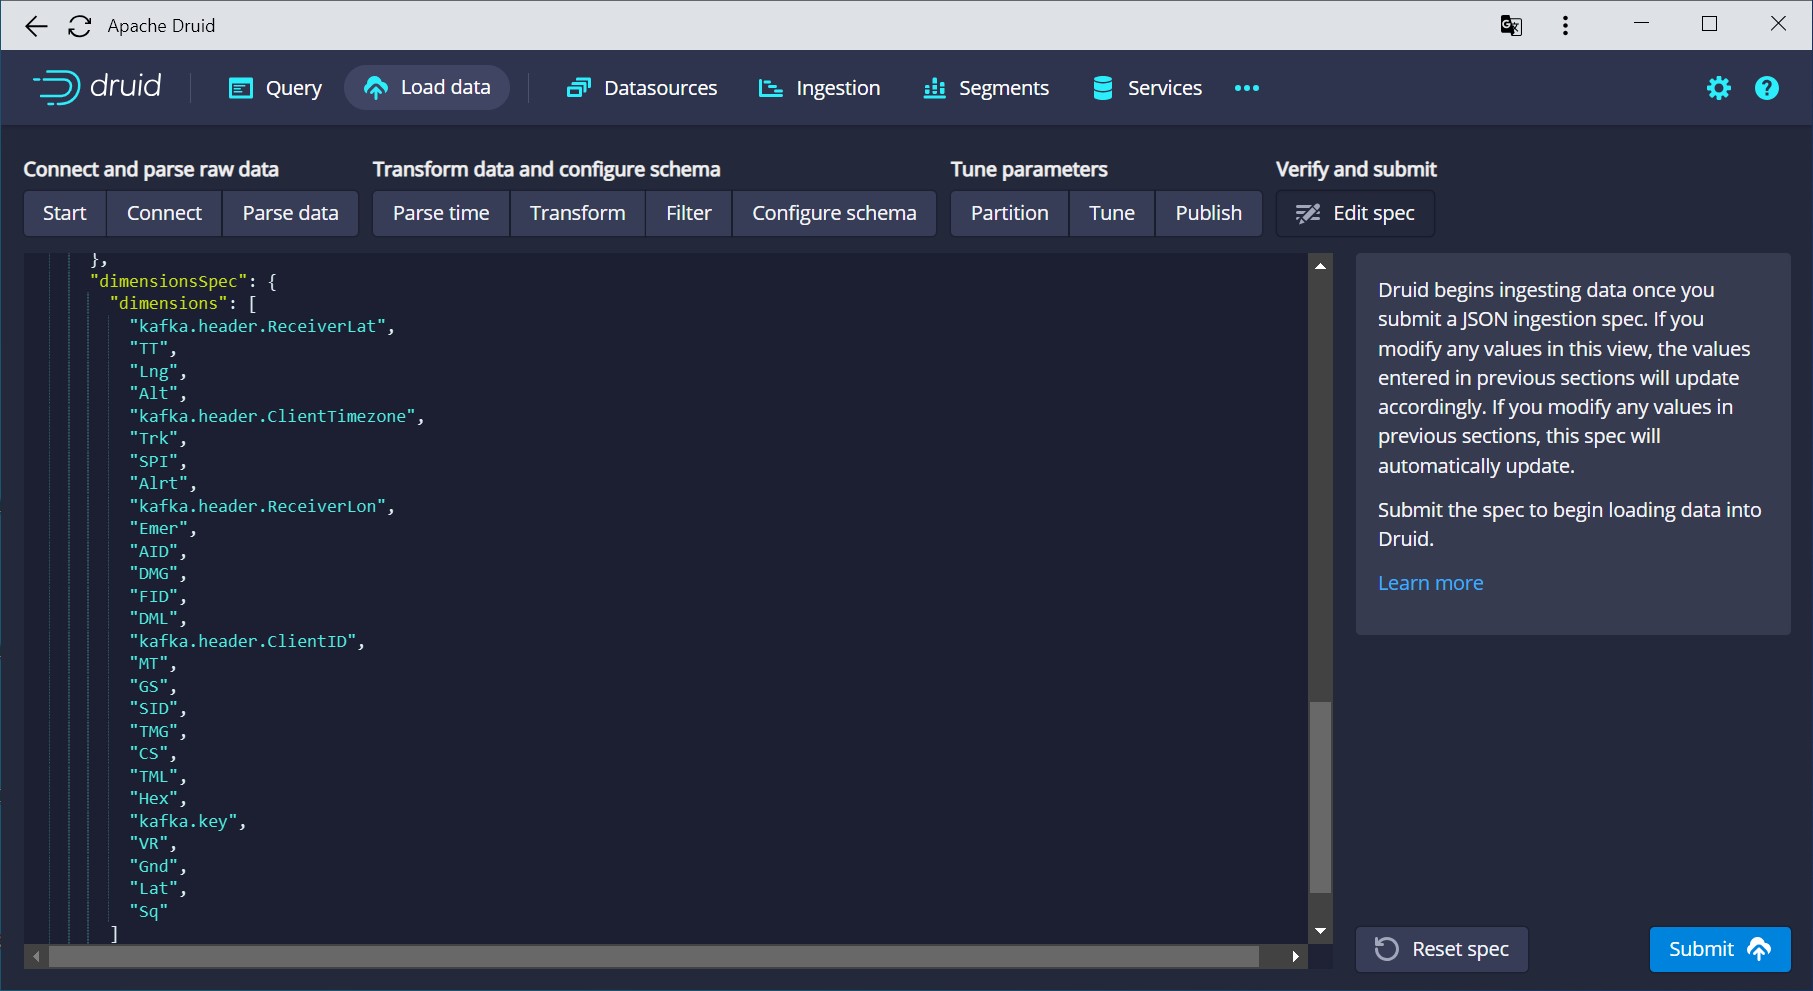 Apache Druid
druid Query Load data Datasources Ingestion Segments Services
Connect and parse raw data Transform data and configure schema Tune parameters Verify and submit
Start Connect Parse data Parse time Transform Filter Configure schema Partition Tune Publish Edit spec
},
"dimensionsSpec": {
"dimensions": [
"kafka.header.ReceiverLat",
"TT",
"Lng",
"Alt",
"kafka.header.ClientTimezone",
"Trk",
"SPI",
"Alrt",
"kafka.header.ReceiverLon",
"Emer",
"AID",
"DMG",
"FID",
"DML",
"kafka.header.ClientID",
"MT",
"GS",
"SID",
"TMG",
"CS",
"TML",
"Hex",
"kafka.key",
"VR",
"Gnd",
"Lat",
"Sq"
]
Druid begins ingesting data once you
submit a JSON ingestion spec. If you
modify any values in this view, the values
entered in previous sections will update
accordingly. If you modify any values in
previous sections, this spec will
automatically update.
Submit the spec to begin loading data into
Druid.
Learn more
Reset spec Submit